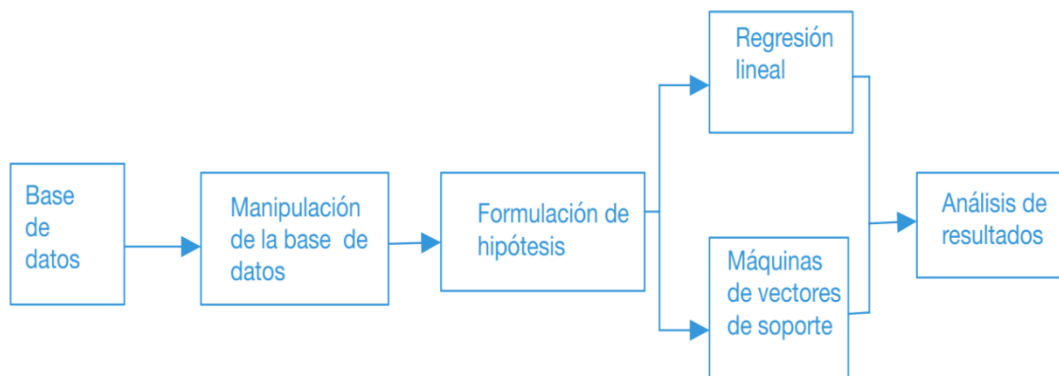 Base
de
datos
Manipulación
de la base de
datos
Formulación de
hipótesis
Regresión
lineal
Máquinas
de vectores
de soporte
Análisis de
resultados